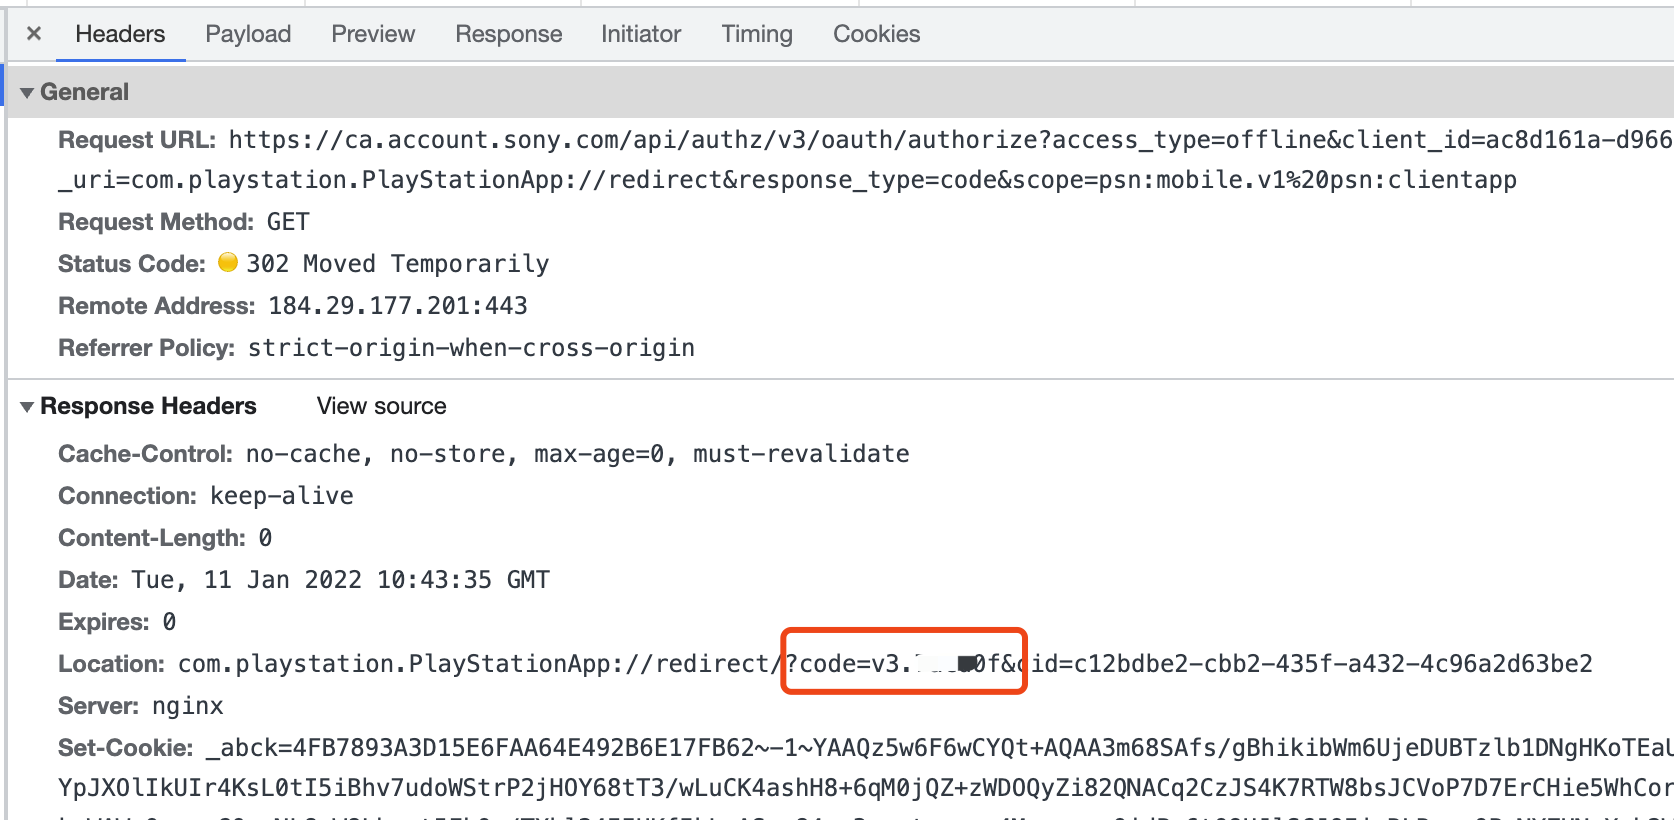 × Headers Payload Preview Response Initiator Timing Cookies
General
Request URL: https://ca.account.sony.com/api/authz/v3/oauth/authorize?access_type=offline&client_id=ac8d161a-d966
_uri=com.playstation.PlayStationApp://redirect&response_type=code&scope=psn:mobile.v1%20psn:clientapp
Request Method: GET
Status Code: 302 Moved Temporarily
Remote Address: 184.29.177.201:443
Referrer Policy: strict-origin-when-cross-origin
Response Headers View source
Cache-Control: no-cache, no-store, max-age=0, must-revalidate
Connection: keep-alive
Content-Length: 0
Date: Tue, 11 Jan 2022 10:43:35 GMT
Expires: 0
Location: com.playstation.PlayStationApp://redirect/?code=v3. 0f&cid=c12bdbe2-cbb2-435f-a432-4c96a2d63be2
Server: nginx
Set-Cookie: _abck=4FB7893A3D15E6FAA64E492B6E17FB62~-1~YAAQz5w6F6wCYQt+AQAA3m68SAfs/gBhikibWm6UjeDUBTzlb1DNgHKoTEaU
YpJXOlIkUIr4KsL0tI5iBhv7udoWStrP2jHOY68tT3/wLuCK4ashH8+6qM0jQZ+zWDOQyZi82QNACq2CzJS4K7RTW8bsJCVoP7D7ErCHie5WhCor